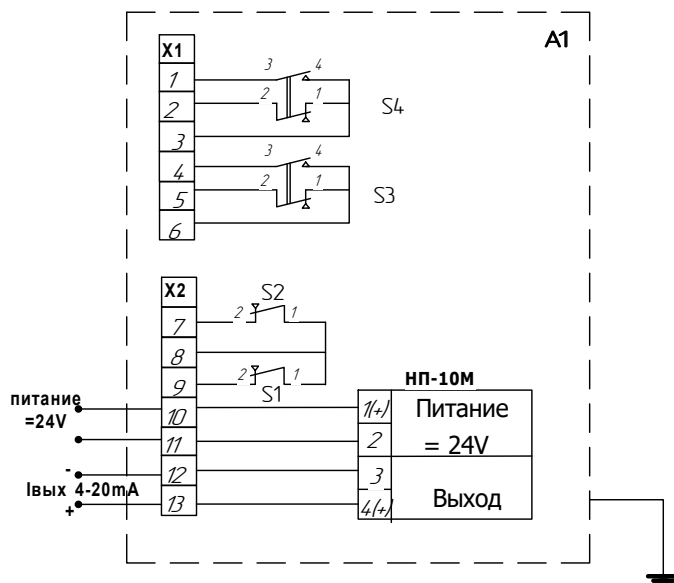 A1
X1
3 4
1
2 1
2
S4
3
3 4
4
2 1
5
S3
6
X2
S2
2 1
7
8
2 1
9
S1
НП-10М
питание
=24V
10
1(+)
Питание
11
2
= 24V
-
12
3
Iвых 4-20mA
+
13
4(+)
Выход